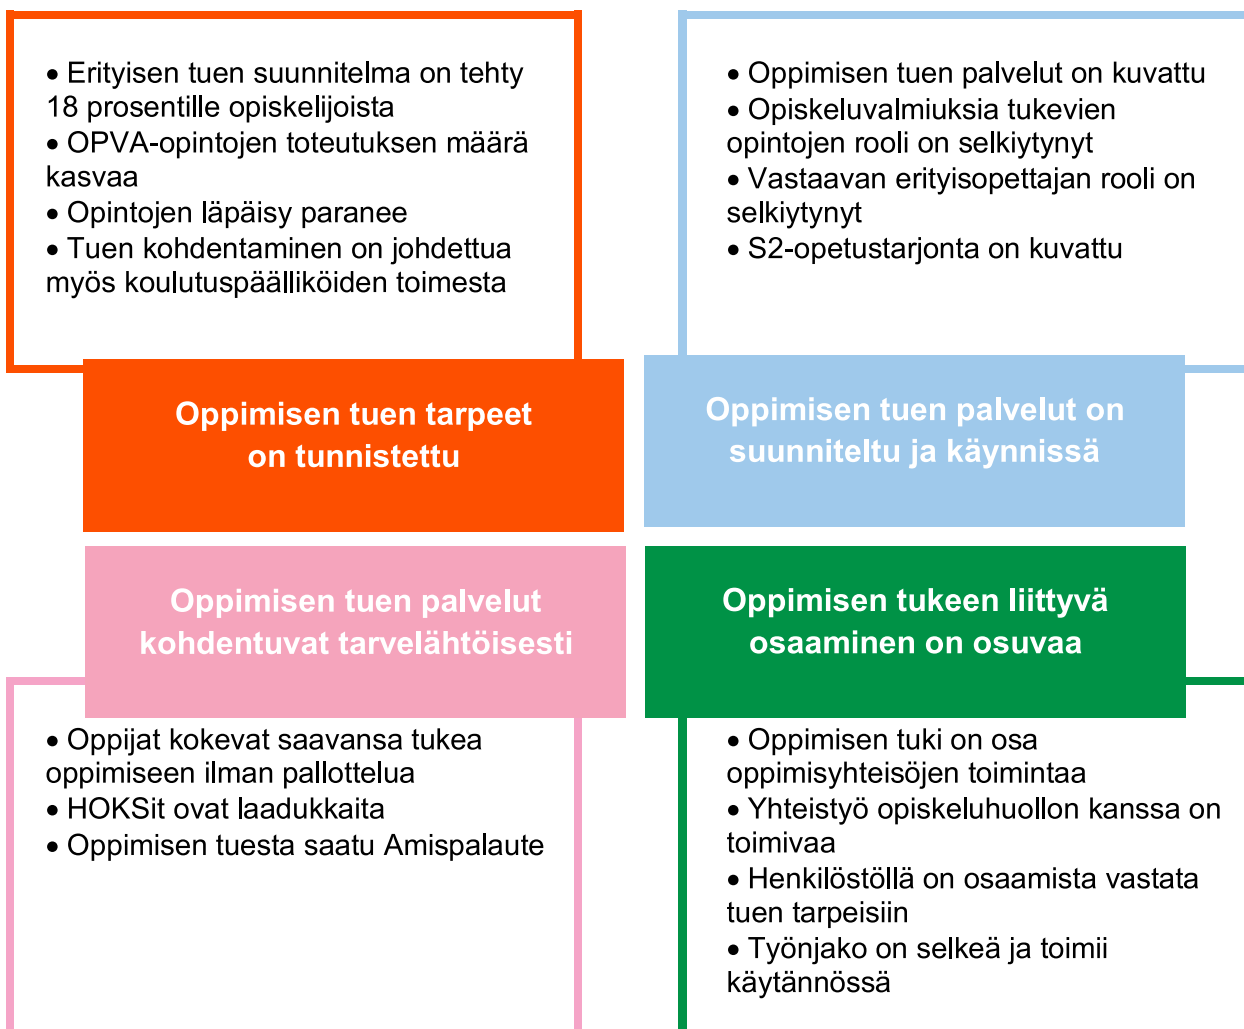 • Erityisen tuen suunnitelma on tehty
18 prosentille opiskelijoista
• OPVA-opintojen toteutuksen määrä
kasvaa
• Opintojen läpäisy paranee
• Tuen kohdentaminen on johdettua
myös koulutuspäälliköiden toimesta
Oppimisen tuen tarpeet
on tunnistettu
• Oppimisen tuen palvelut on kuvattu
• Opiskeluvalmiuksia tukevien
opintojen rooli on selkiytynyt
• Vastaavan erityisopettajan rooli on
selkiytynyt
• S2-opetustarjonta on kuvattu
Oppimisen tuen palvelut on
suunniteltu ja käynnissä
Oppimisen tuen palvelut
kohdentuvat tarvelähtöisesti
• Oppijat kokevat saavansa tukea
oppimiseen ilman pallottelua
• HOKSit ovat laadukkaita
• Oppimisen tuesta saatu Amispalaute
Oppimisen tukeen liittyvä
osaaminen on osuvaa
• Oppimisen tuki on osa
oppimisyhteisöjen toimintaa
• Yhteistyö opiskeluhuollon kanssa on
toimivaa
• Henkilöstöllä on osaamista vastata
tuen tarpeisiin
• Työnjako on selkeä ja toimii
käytännössä